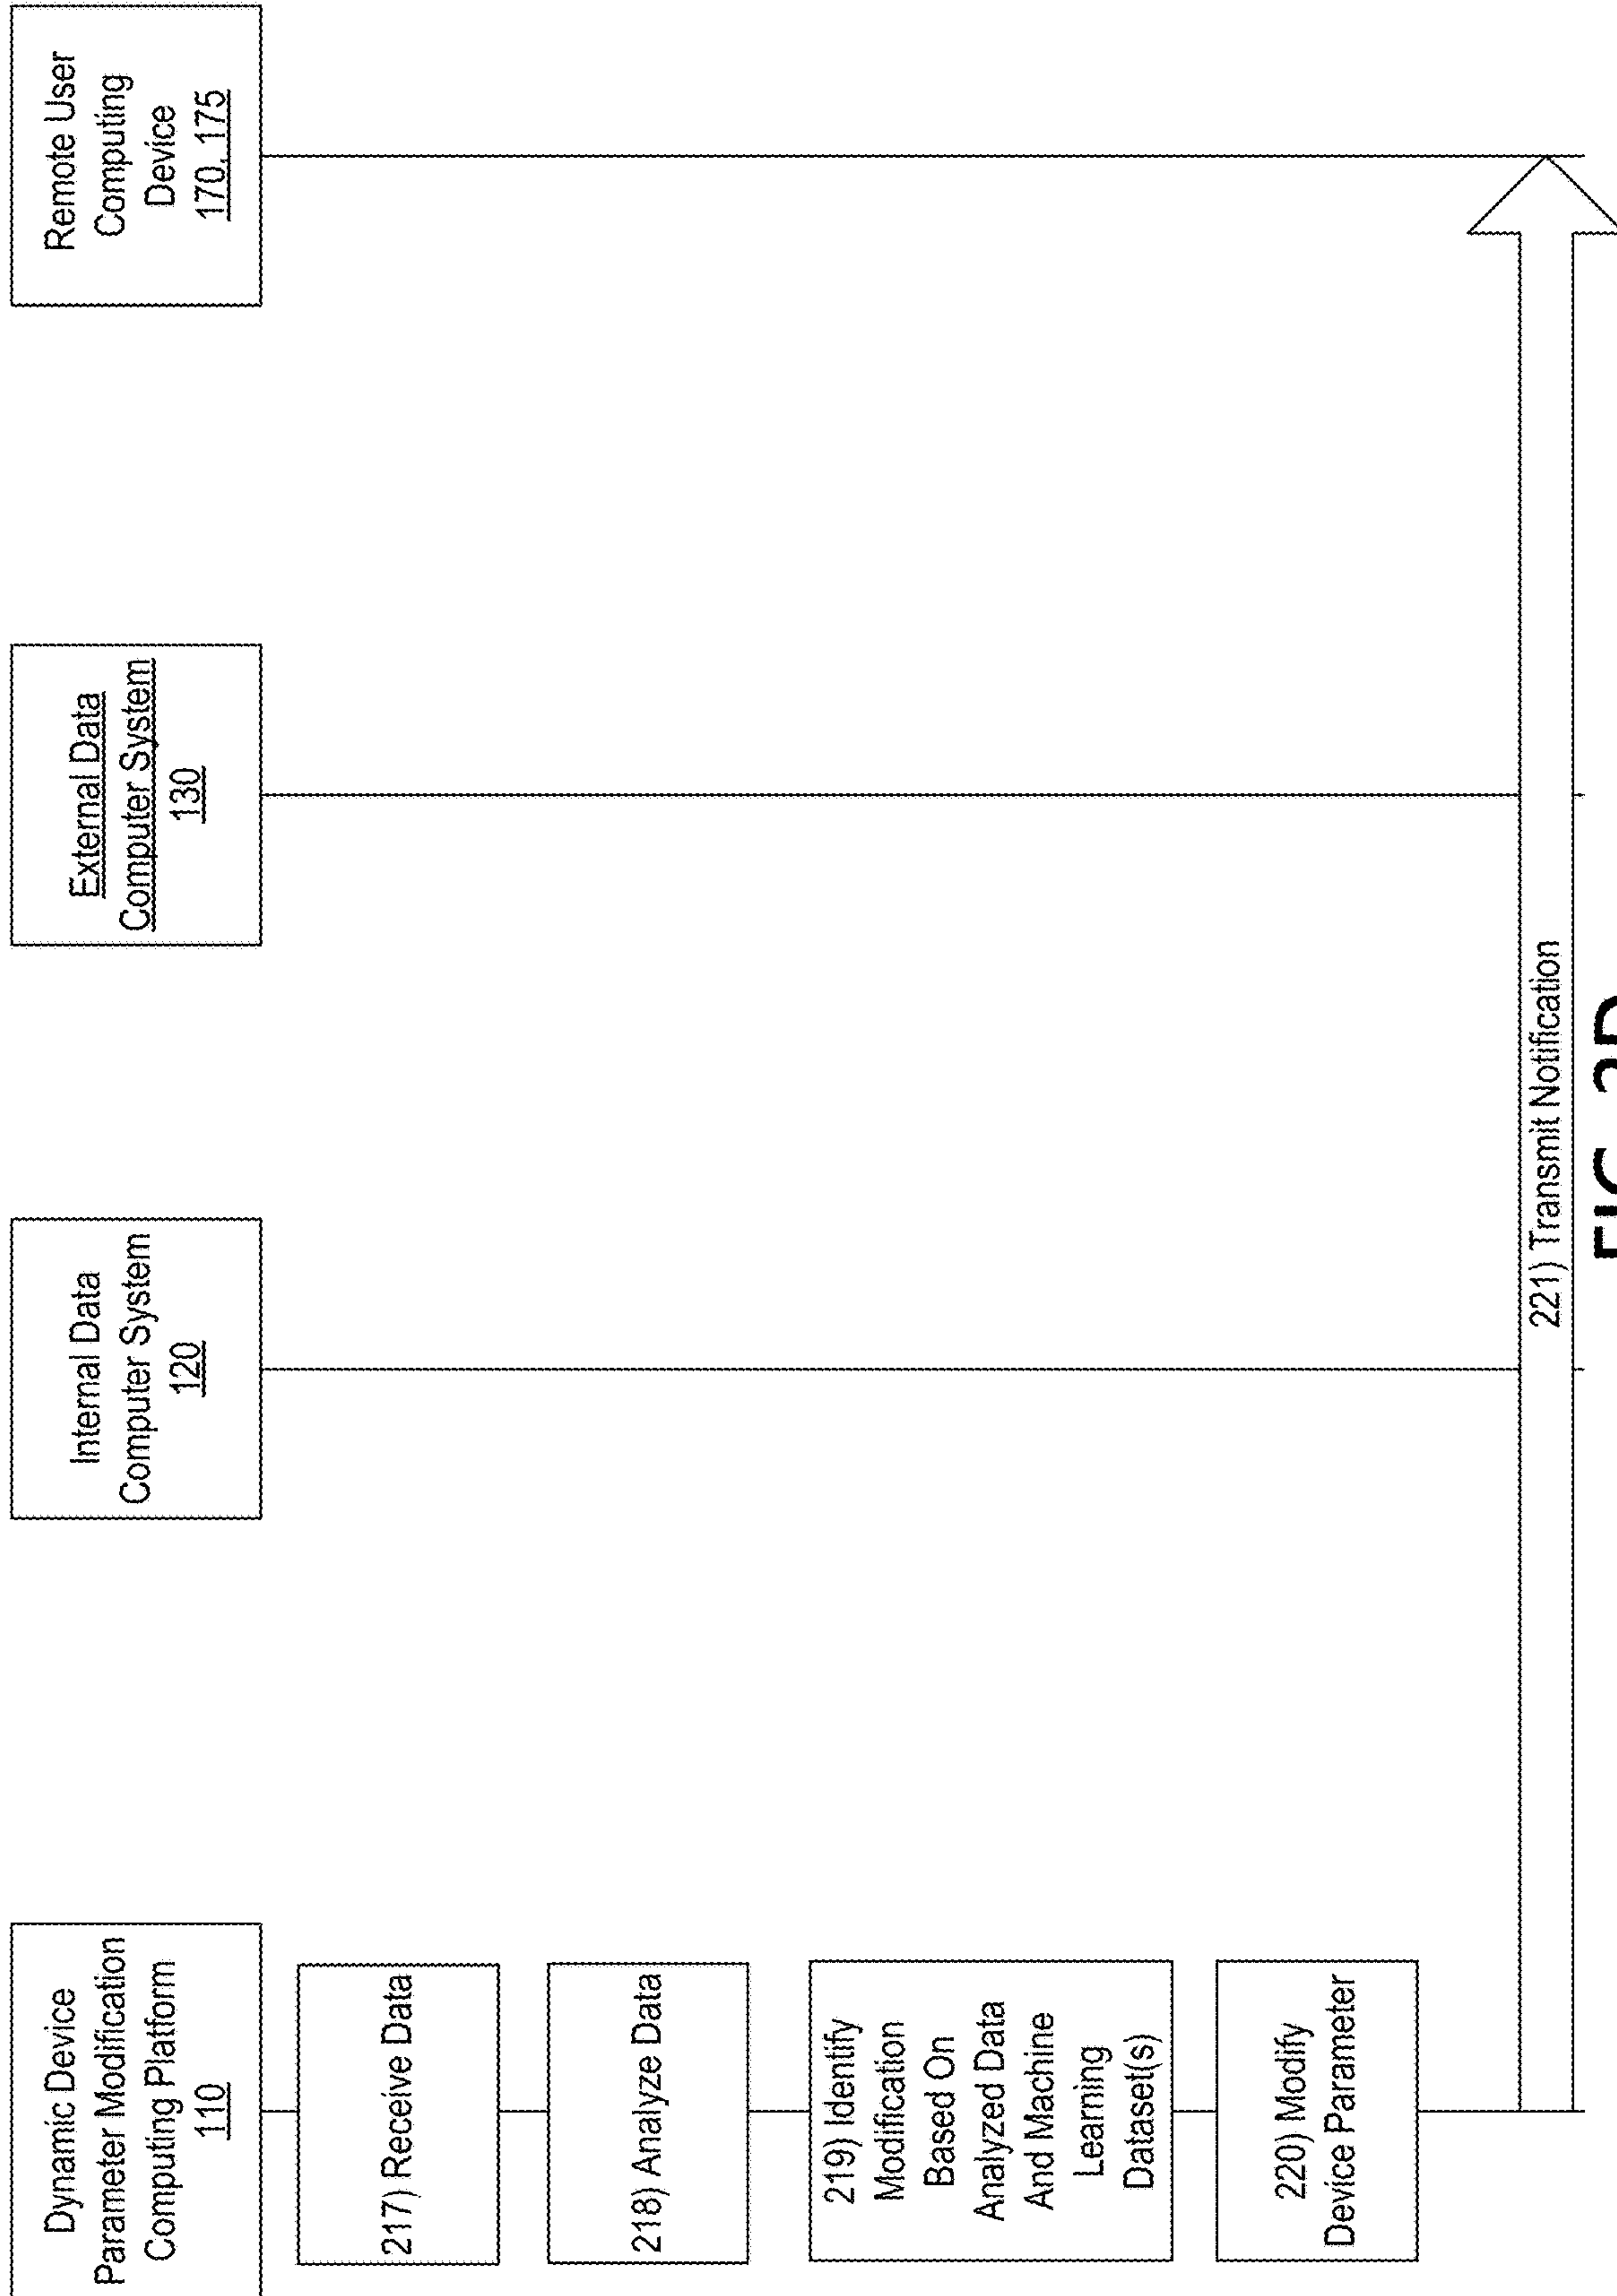 Dynamic Device
Parameter Modification
Computing Platform
110
Internal Data
Computer System
120
External Data
Computer System
130
Remote User
Computing
Device
170, 175
217) Receive Data
218) Analyze Data
219) Identify
Modification
Based On
Analyzed Data
And Machine
Learning
Dataset(s)
220) Modify
Device Parameter
221) Transmit Notification